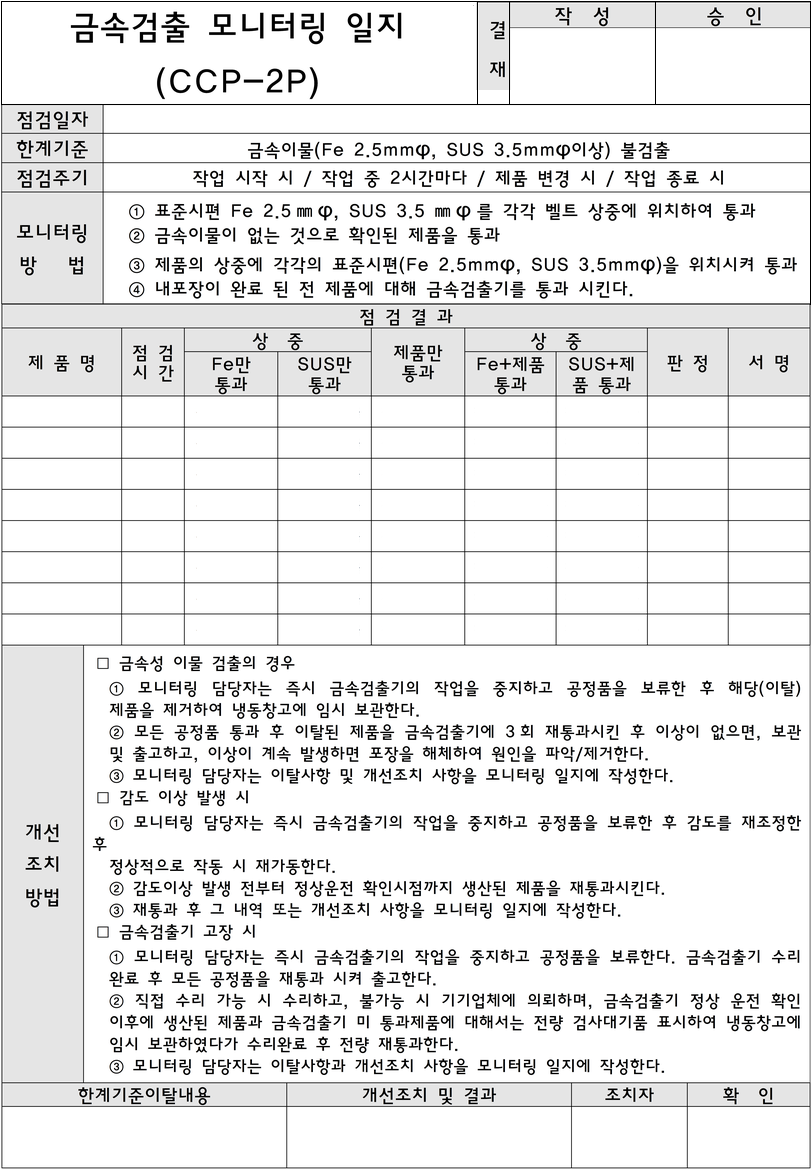 금속검출 모니터링 일지
(CCP-2P)
결
재
작 성
승 인
점검일자
한계기준
금속이물(Fe 2.5mmφ, SUS 3.5mmφ이상) 불검출
점검주기
작업 시작 시 / 작업 중 2시간마다 / 제품 변경 시 / 작업 종료 시
모니터링
방 법
① 표준시편 Fe 2.5㎜φ, SUS 3.5 ㎜φ를 각각 벨트 상중에 위치하여 통과
② 금속이물이 없는 것으로 확인된 제품을 통과
③ 제품의 상중에 각각의 표준시편(Fe 2.5mmφ, SUS 3.5mmφ)을 위치시켜 통과
④ 내포장이 완료 된 전 제품에 대해 금속검출기를 통과 시킨다.
점 검 결 과
제 품 명
점 검
시 간
상 중
Fe만
통과
SUS만
통과
제품만
통과
상 중
Fe+제품
통과
SUS+제
품 통과
판 정
서 명
개선
조치
방법
□ 금속성 이물 검출의 경우
① 모니터링 담당자는 즉시 금속검출기의 작업을 중지하고 공정품을 보류한 후 해당(이탈)
제품을 제거하여 냉동창고에 임시 보관한다.
② 모든 공정품 통과 후 이탈된 제품을 금속검출기에 3회 재통과시킨 후 이상이 없으면, 보관
및 출고하고, 이상이 계속 발생하면 포장을 해체하여 원인을 파악/제거한다.
③ 모니터링 담당자는 이탈사항 및 개선조치 사항을 모니터링 일지에 작성한다.
□ 감도 이상 발생 시
① 모니터링 담당자는 즉시 금속검출기의 작업을 중지하고 공정품을 보류한 후 감도를 재조정한
후
정상적으로 작동 시 재가동한다.
② 감도이상 발생 전부터 정상운전 확인시점까지 생산된 제품을 재통과시킨다.
③ 재통과 후 그 내역 또는 개선조치 사항을 모니터링 일지에 작성한다.
□ 금속검출기 고장 시
① 모니터링 담당자는 즉시 금속검출기의 작업을 중지하고 공정품을 보류한다. 금속검출기 수리
완료 후 모든 공정품을 재통과 시켜 출고한다.
② 직접 수리 가능 시 수리하고, 불가능 시 기기업체에 의뢰하며, 금속검출기 정상 운전 확인
이후에 생산된 제품과 금속검출기 미 통과제품에 대해서는 전량 검사대기품 표시하여 냉동창고에
임시 보관하였다가 수리완료 후 전량 재통과한다.
③ 모니터링 담당자는 이탈사항과 개선조치 사항을 모니터링 일지에 작성한다.
한계기준이탈내용
개선조치 및 결과
조치자
확 인